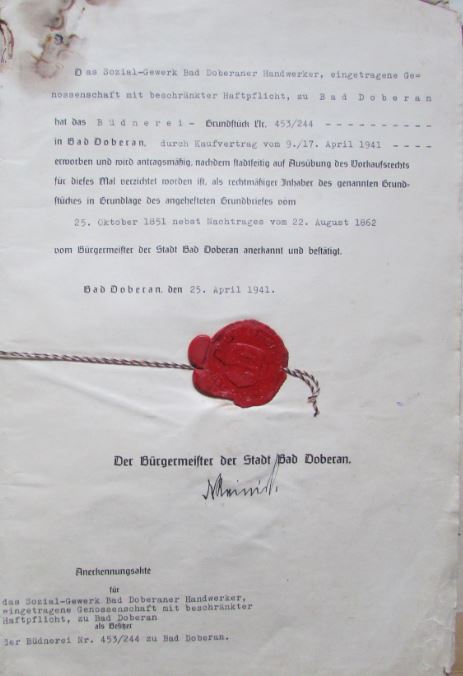 Das Sozial-Gewerk Bad Doberaner Handwerker, eingetragene Ge=
nossenschaft mit beschränkter Haftpflicht, zu Bad Doberan
hat das Büdnerei - Grundstück Nr. 453/244 - - - - - - - - - -
in Bad Doberan, durch Kaufvertrag vom 9./17. April 1941 - - - -
erworben und wird antragsmäßig, nachdem stadtseitig auf Ausübung des Vorkaufsrechts
für dieses Mal verzichtet worden ist, als rechtmäßiger Inhaber des genannten Grund-
stückes in Grundlage des angehefteten Grundbriefes vom
25. Oktober 1851 nebst Nachtrages vom 22. August 1862
vom Bürgermeister der Stadt Bad Doberan anerkannt und bestätigt.
Bad Doberan, den 25. April 1941.
Der Bürgermeister der Stadt Bad Doberan.
Anerkennungsakte
für
das Sozial-Gewerk Bad Doberaner Handwerker,
eingetragene Genossenschaft mit beschränkter
Haftpflicht, zu Bad Doberan
als Besitzer
der Büdnerei Nr. 453/244 zu Bad Doberan.